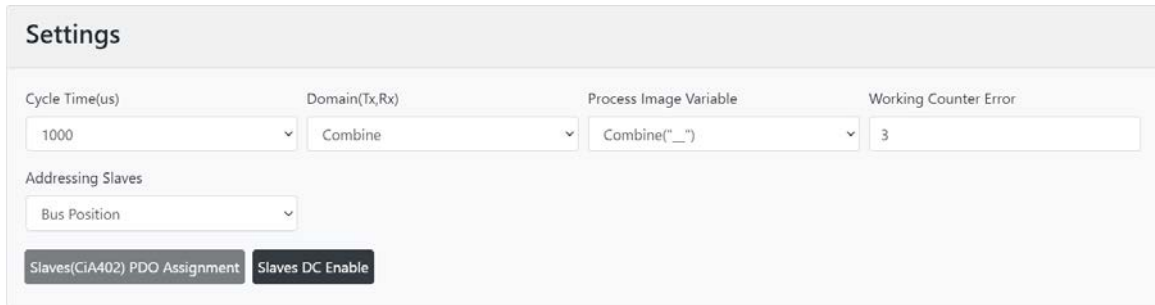 Settings
Cycle Time(us) Domain(Tx,Rx) Process Image Variable Working Counter Error
1000 Combine Combine("__") 3
Addressing Slaves
Bus Position
Slaves(CiA402) PDO Assignment Slaves DC Enable